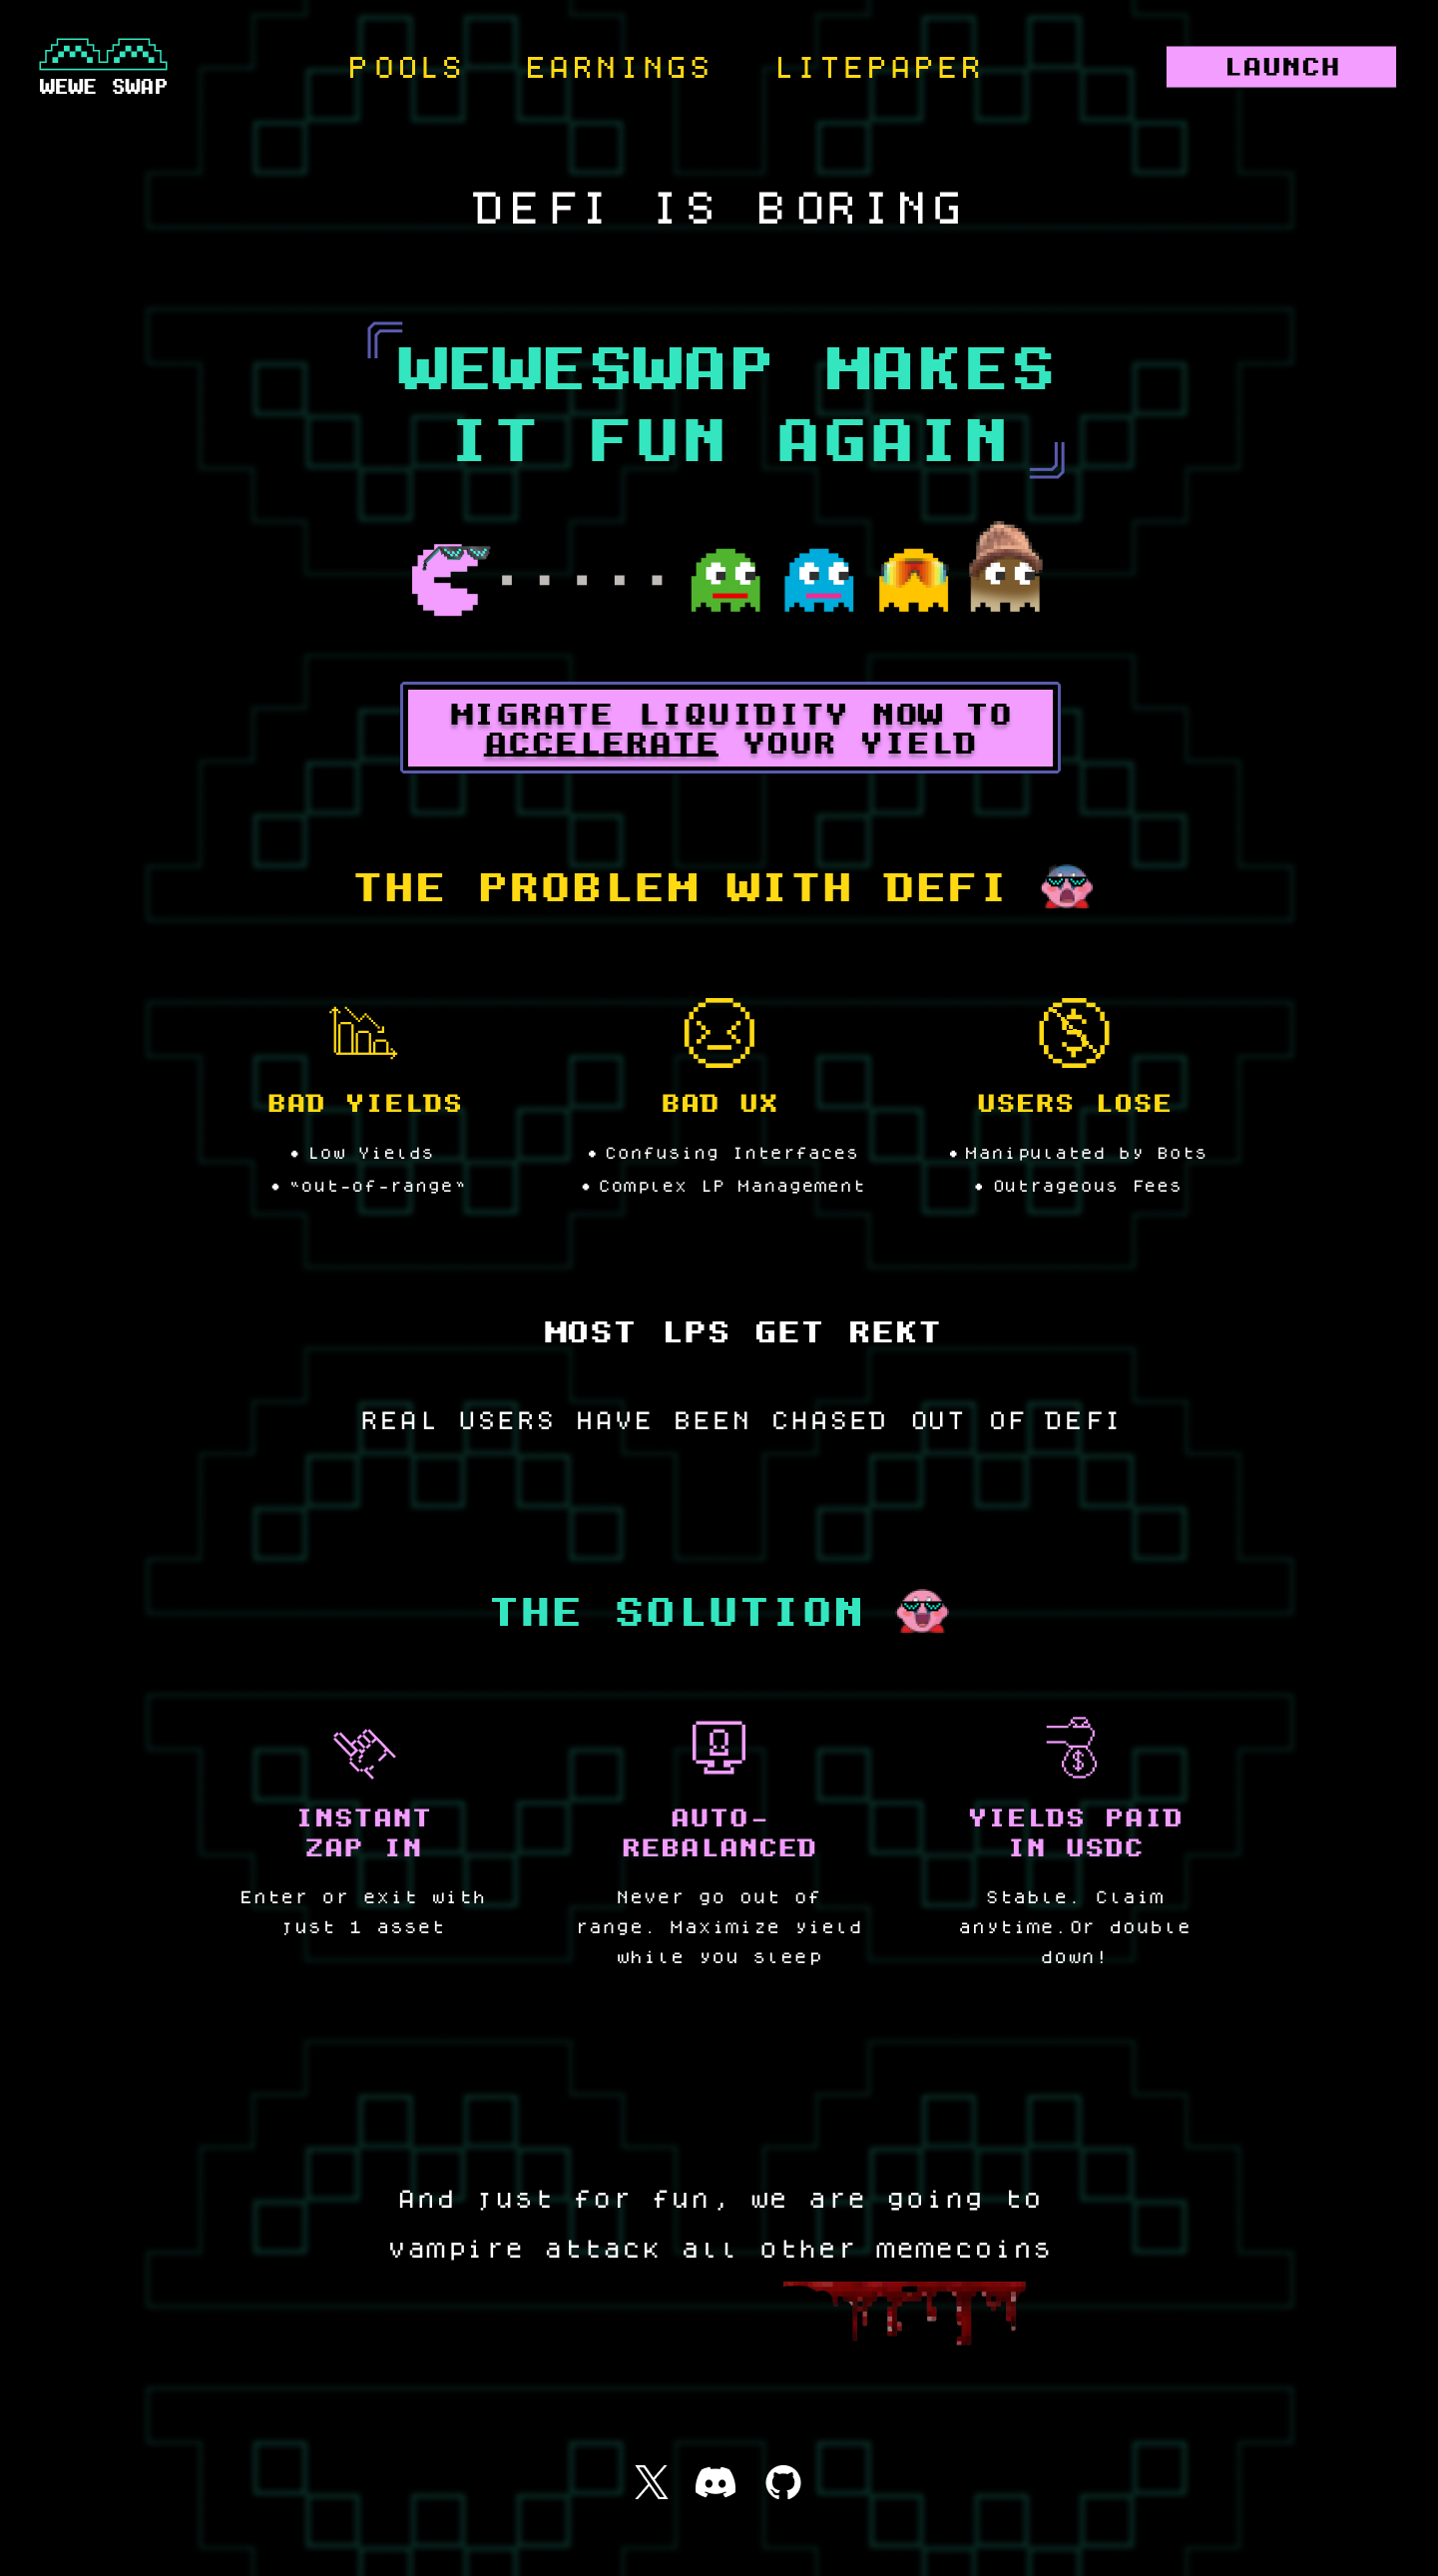 WEWE SWAP
POOLS
EARNINGS
LITEPAPER
LAUNCH
DEFI IS BORING
WEWESWAP MAKES
IT FUN AGAIN
MIGRATE LIQUIDITY NOW TO
ACCELERATE YOUR YIELD
THE PROBLEM WITH DEFI
BAD YIELDS
• Low Yields
• "out-of-range"
BAD UX
• Confusing Interfaces
• Complex LP Management
USERS LOSE
• Manipulated by Bots
• Outrageous Fees
MOST LPS GET REKT
REAL USERS HAVE BEEN CHASED OUT OF DEFI
THE SOLUTION
INSTANT
ZAP IN
Enter or exit with
just 1 asset
AUTO-
REBALANCED
Never go out of
range. Maximize yield
while you sleep
YIELDS PAID
IN USDC
Stable. Claim
anytime.Or double
down!
And just for fun, we are going to
vampire attack all other memecoins